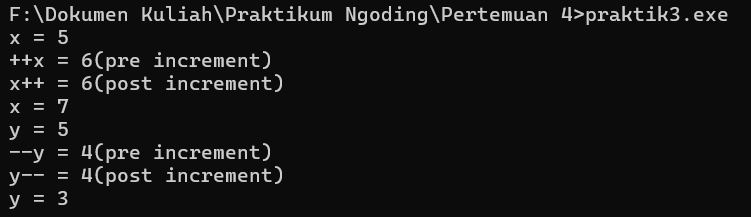 F:\Dokumen Kuliah\Praktikum Ngoding\Pertemuan 4>praktik3.exe
x = 5
++x = 6(pre increment)
x++ = 6(post increment)
x = 7
y = 5
--y = 4(pre increment)
y-- = 4(post increment)
y = 3